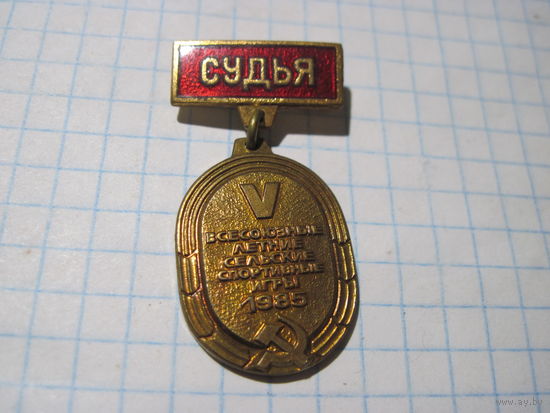 СУДЬЯ
V
ВСЕСОЮЗНЫЕ
ЛЕТНИЕ
СЕЛЬСКИЕ
СПОРТИВНЫЕ
ИГРЫ
1985
www.ay.by